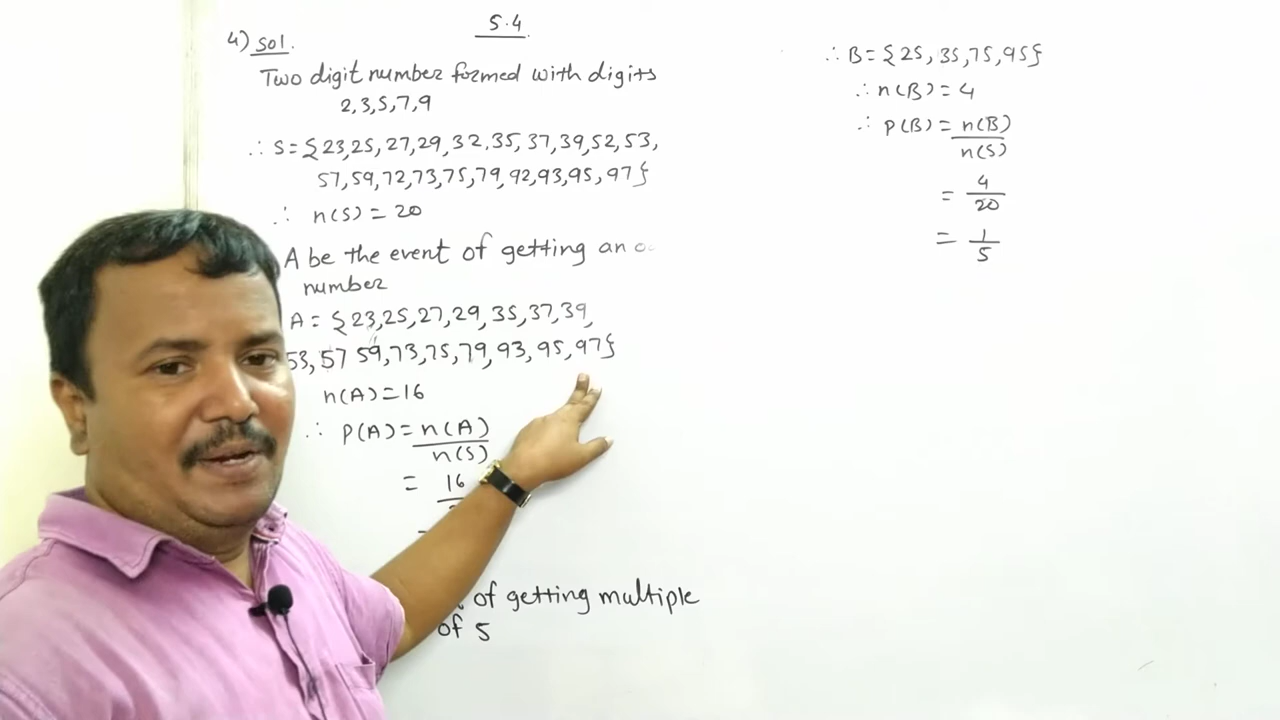 5.4
4) Sol.
Two digit number formed with digits
2,3,5,7,9
∴ S = {23,25,27,29,32,35,37,39,52,53,
57,59,72,73,75,79,92,93,95,97}
∴ n(S) = 20
A be the event of getting an
number
A = {23,25,27,29,35,37,39,
53,57 59,73,75,79,93,95,97}
n(A) = 16
∴ P(A) = n(A)
n(S)
= 16
of getting multiple
of 5
∴ B = {25,35,75,95}
∴ n(B) = 4
∴ P(B) = n(B)
n(S)
= 4
20
= 1
5